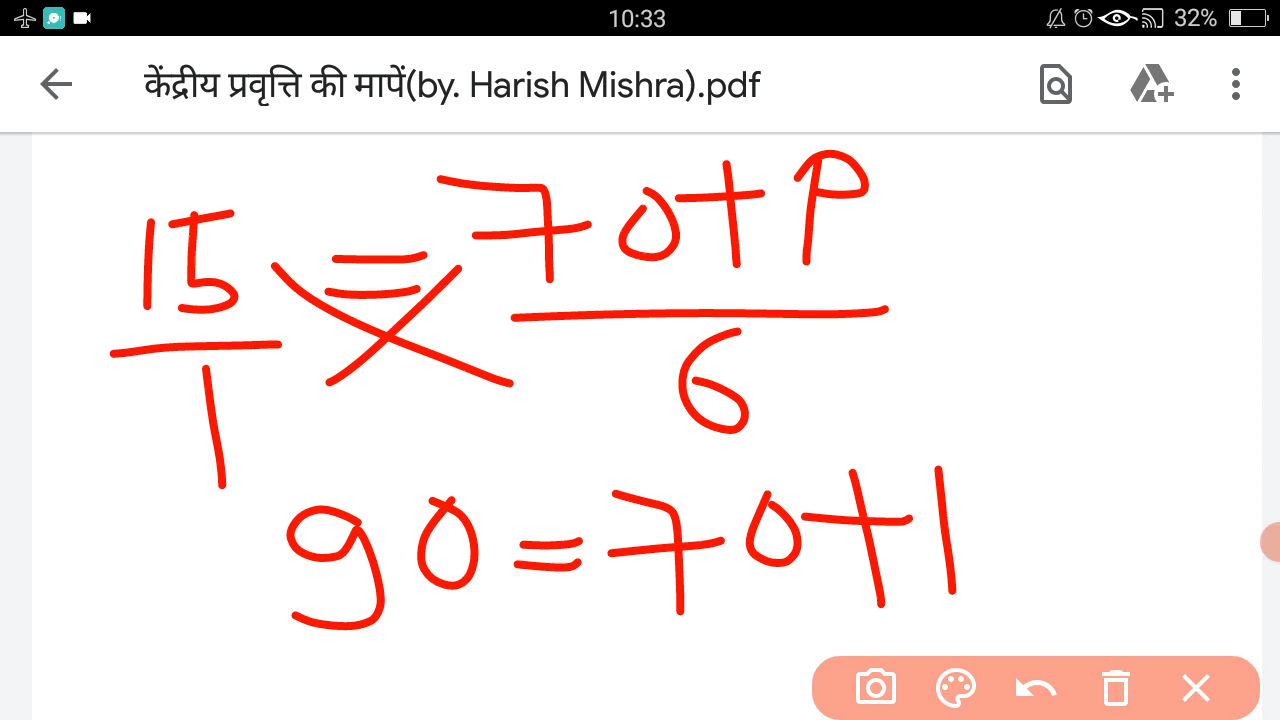 10:33
32%
केंद्रीय प्रवृत्ति की मापें(by. Harish Mishra).pdf
15/1 = 70+P/6
90=70+1